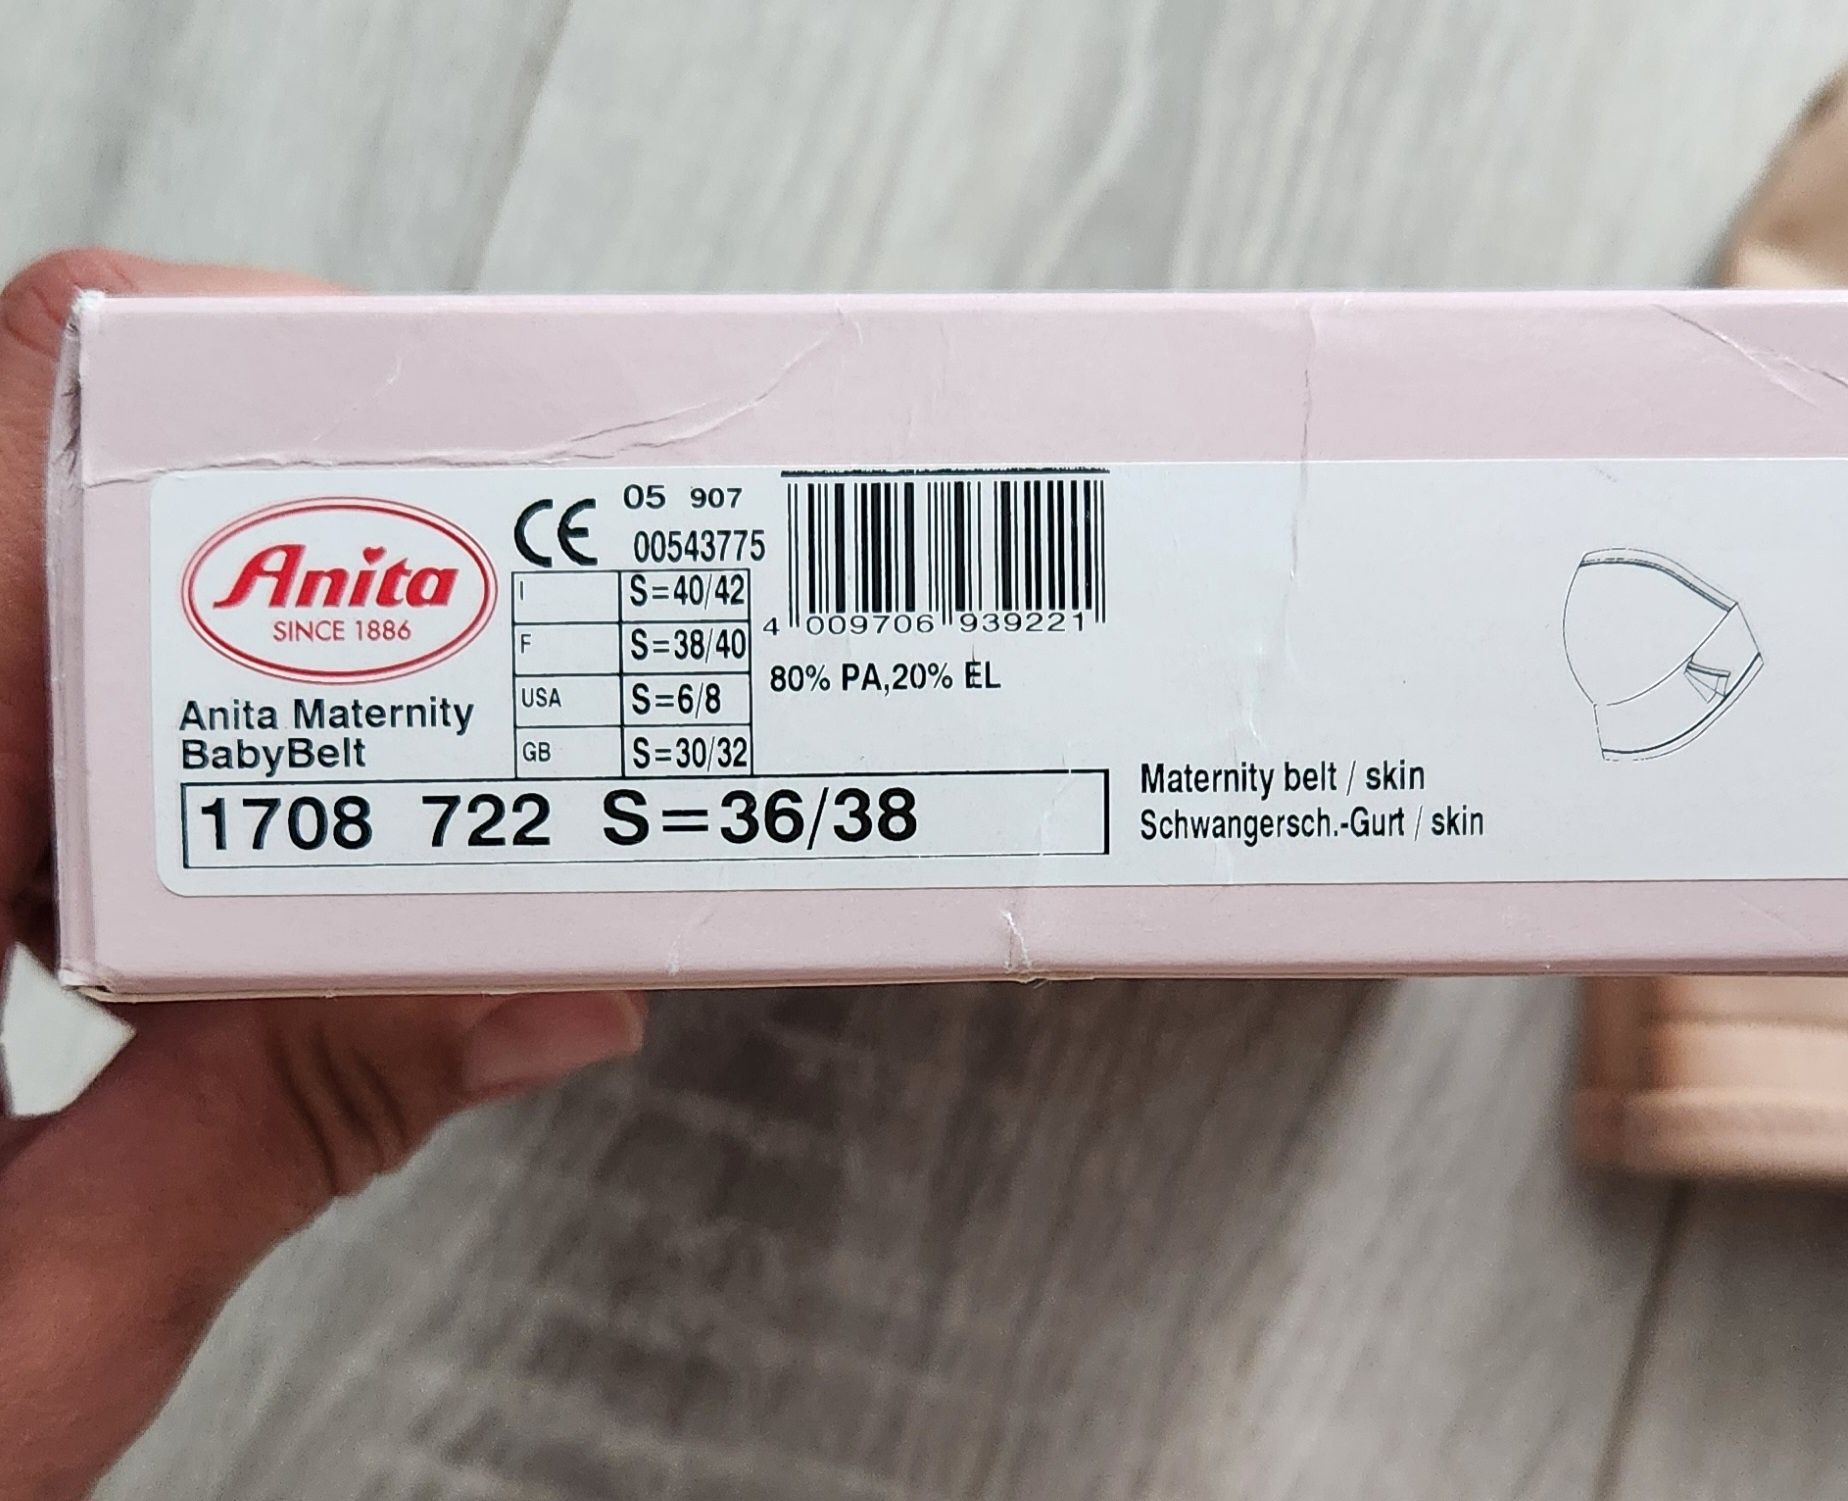 Anita
SINCE 1886
Anita Maternity
BabyBelt
CE
05 907
00543775
I S=40/42
F S=38/40
USA S=6/8
GB S=30/32
4 009706 939221
80% PA,20% EL
1708 722 S=36/38
Maternity belt / skin
Schwangersch.-Gurt / skin